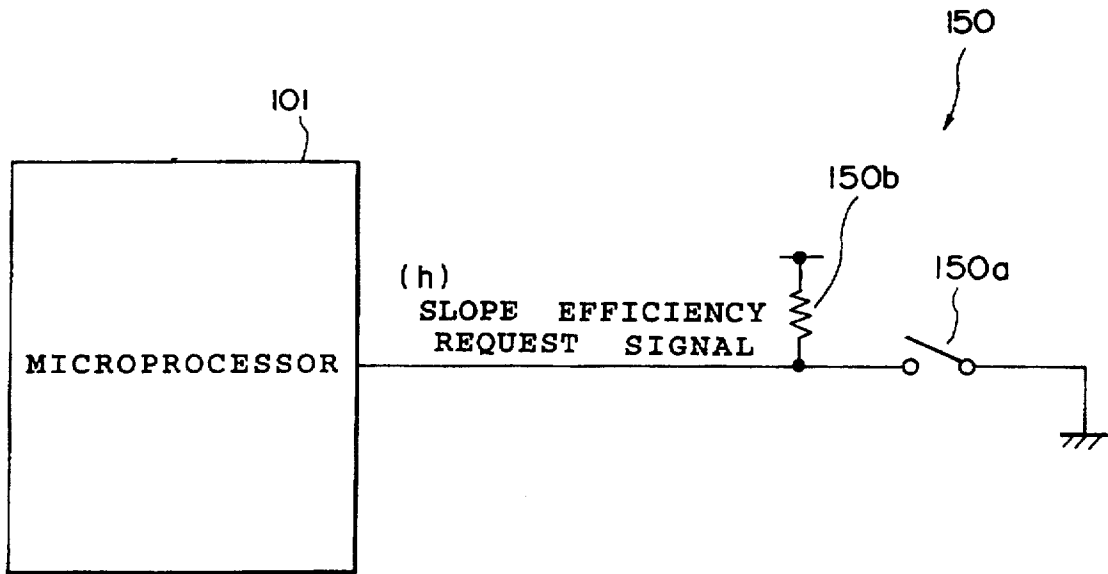 150
101
150b
150a
(h)
SLOPE EFFICIENCY
REQUEST SIGNAL
MICROPROCESSOR